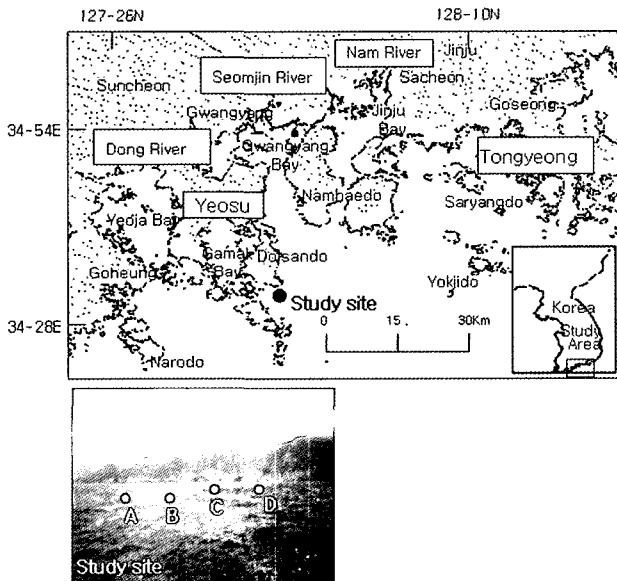 127-26N
128-10N
Nam River
Jinju
Suncheon
Seomjin River
Sacheon
Gwangyang
Goseong
34-54E
Jinju
Bay
Dong River
Gwangyang
Bay
Tongyeong
Yeosu
Namhaedo
Saryangdo
Yeoja Bay
Gamak
Bay
Dolsando
Goheung
Yokjido
Study site
Korea
Study
Area
34-28E
0 15. 30Km
Narodo
A B C D
Study site